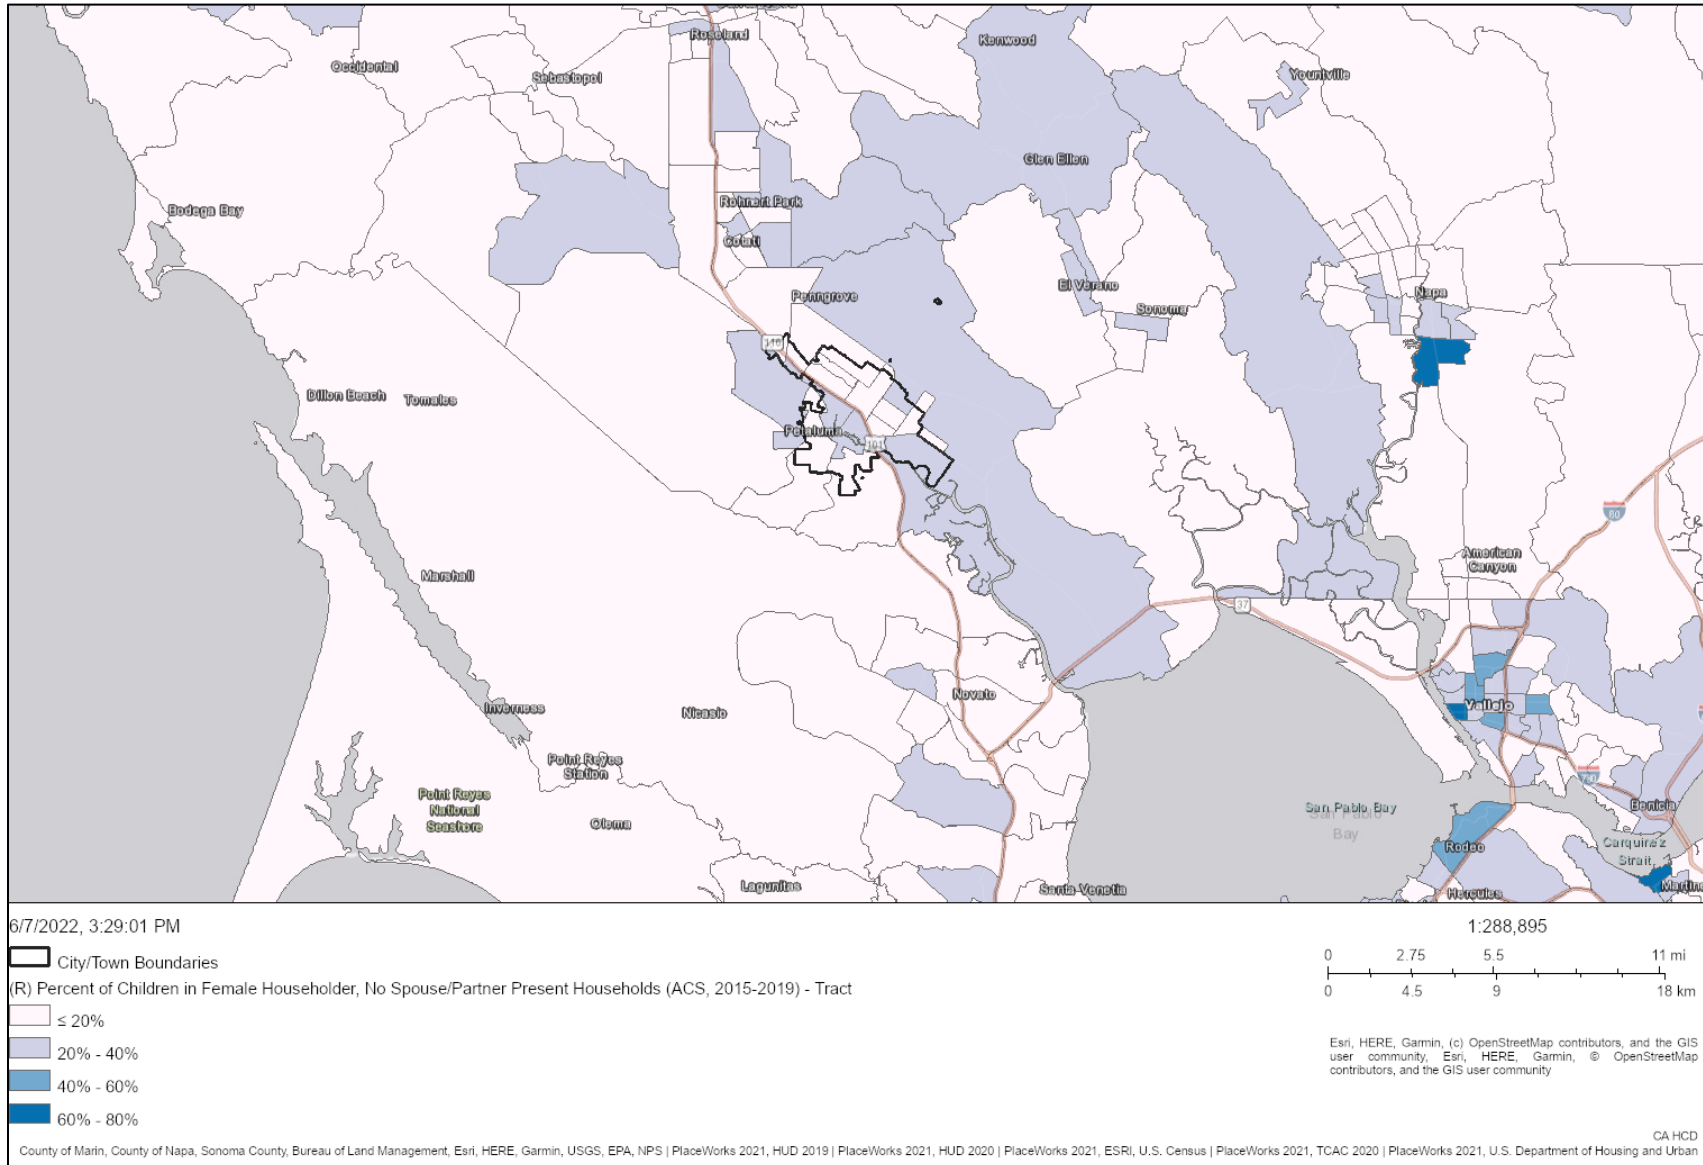 Roseland
Kenwood
Occidental
Sebastopol
Yountville
Glen Ellen
Rohnert Park
Bodega Bay
Cotati
El Verano
Penngrove
Napa
Sonoma
116
Dillon Beach
Tomales
Petaluma
101
80
American
Canyon
Marshall
37
Novato
Vallejo
Inverness
Nicasio
Point Reyes
Station
780
Point Reyes
National
Seashore
Olema
San Pablo Bay
San Pablo
Bay
Benicia
Rodeo
Carquinez
Strait
Lagunitas
Santa Venetia
Hercules
Martin
6/7/2022, 3:29:01 PM
1:288,895
City/Town Boundaries
0 2.75 5.5 11 mi
0 4.5 9 18 km
(R) Percent of Children in Female Householder, No Spouse/Partner Present Households (ACS, 2015-2019) - Tract
≤ 20%
20% - 40%
40% - 60%
60% - 80%
Esri, HERE, Garmin, (c) OpenStreetMap contributors, and the GIS
user community, Esri, HERE, Garmin, © OpenStreetMap
contributors, and the GIS user community
CA HCD
County of Marin, County of Napa, Sonoma County, Bureau of Land Management, Esri, HERE, Garmin, USGS, EPA, NPS | PlaceWorks 2021, HUD 2019 | PlaceWorks 2021, HUD 2020 | PlaceWorks 2021, ESRI, U.S. Census | PlaceWorks 2021, TCAC 2020 | PlaceWorks 2021, U.S. Department of Housing and Urban